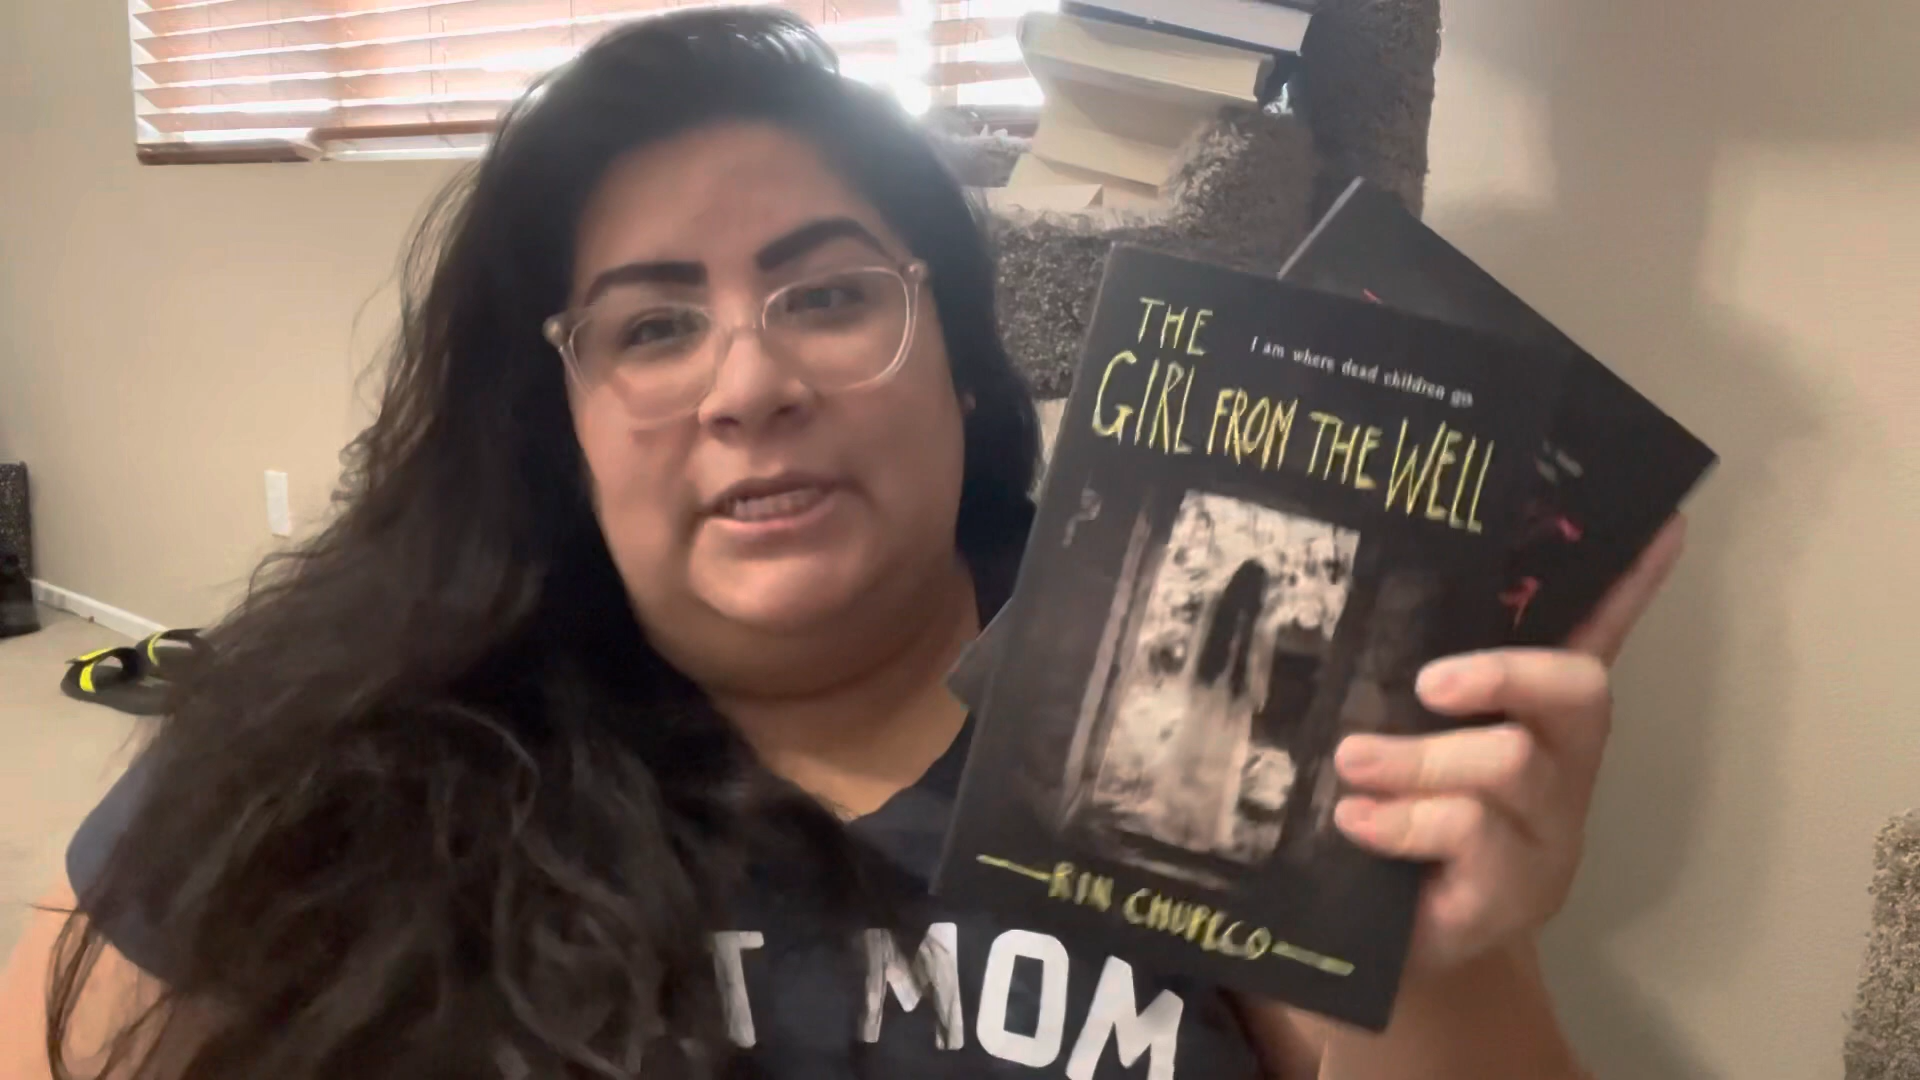 THE
I am where dead children go.
GIRL FROM THE WELL
RIN CHUPECO
T MOM